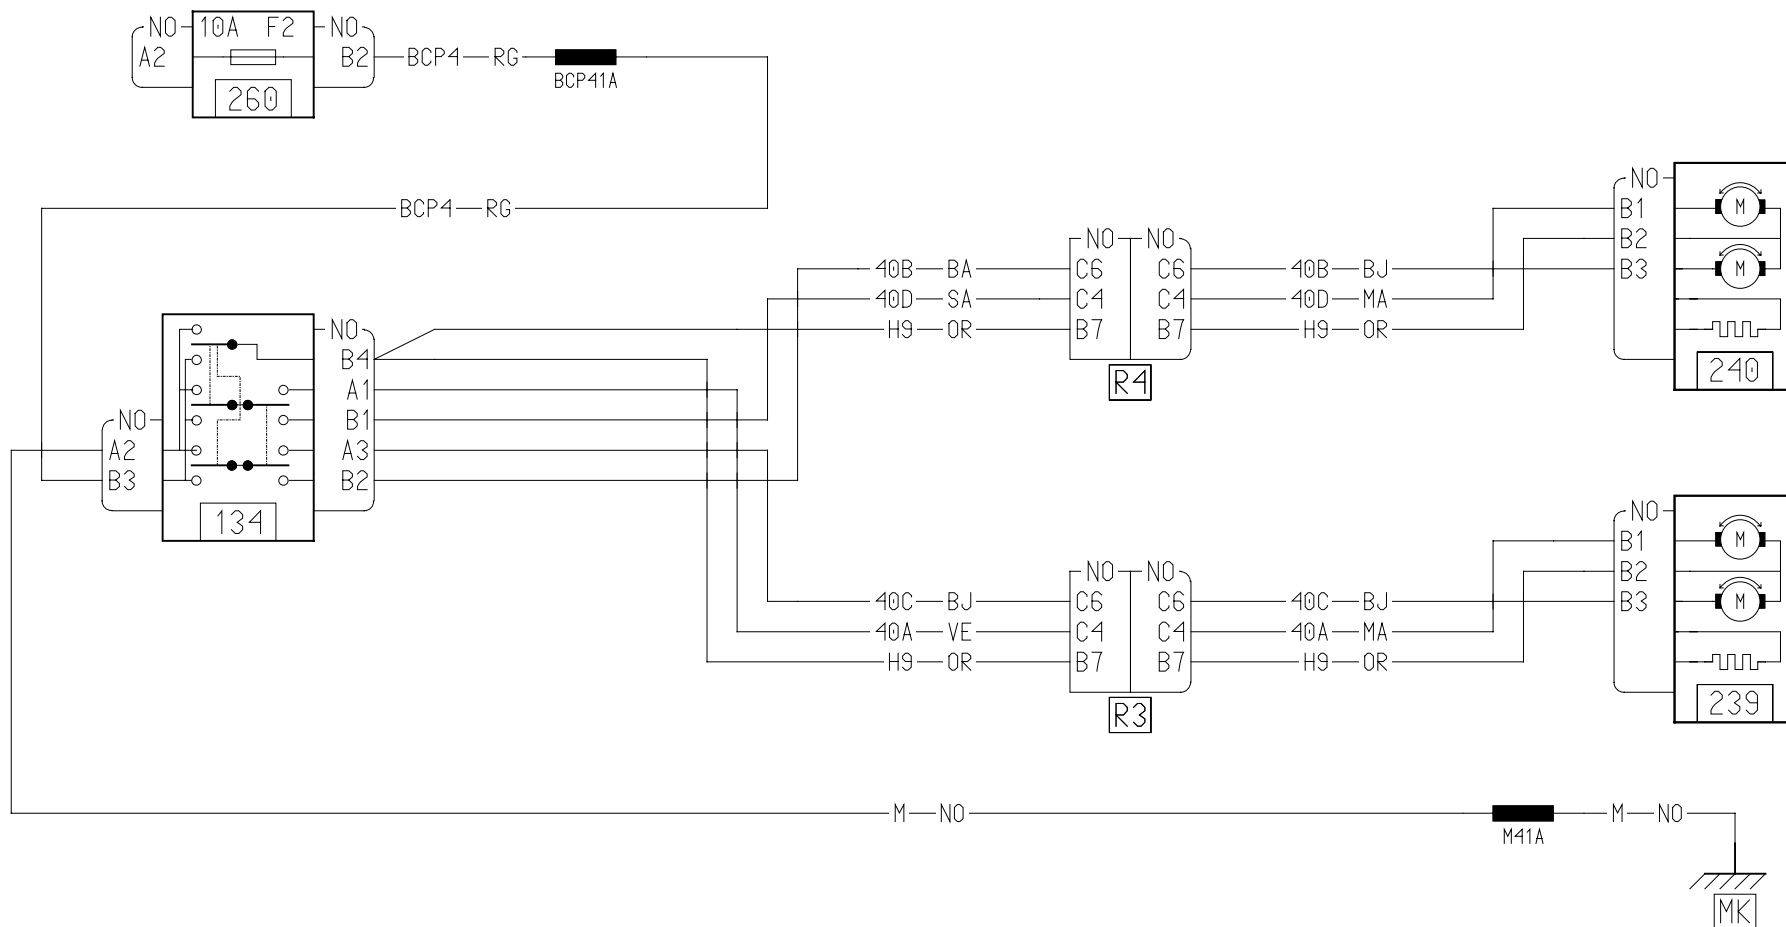 NO 10A F2 NO
A2 B2 BCP4 RG
BCP41A
260
BCP4 RG
NO
B1
B2
B3
M
M
240
NO NO
40B BA C6 C6 40B BJ
40D SA C4 C4 40D MA
H9 OR B7 B7 H9 OR
R4
NO
B4
A1
B1
A3
B2
NO
A2
B3
134
NO
B1
B2
B3
M
M
239
NO NO
40C BJ C6 C6 40C BJ
40A VE C4 C4 40A MA
H9 OR B7 B7 H9 OR
R3
M NO M NO
M41A
MK